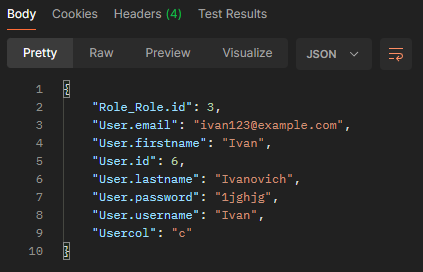 Body Cookies Headers (4) Test Results
Pretty Raw Preview Visualize JSON
1 {
2 "Role_Role.id": 3,
3 "User.email": "ivan123@example.com",
4 "User.firstname": "Ivan",
5 "User.id": 6,
6 "User.lastname": "Ivanovich",
7 "User.password": "1jghjg",
8 "User.username": "Ivan",
9 "Usercol": "c"
10 }